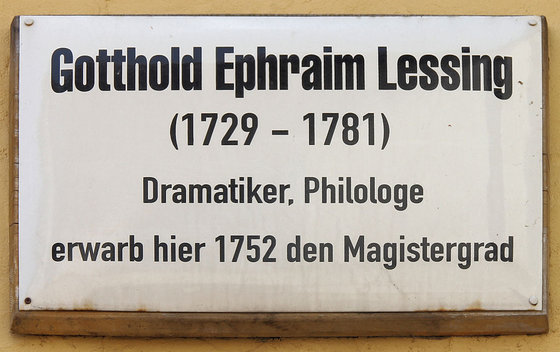 Gotthold Ephraim Lessing
(1729 – 1781)
Dramatiker, Philologe
erwarb hier 1752 den Magistergrad